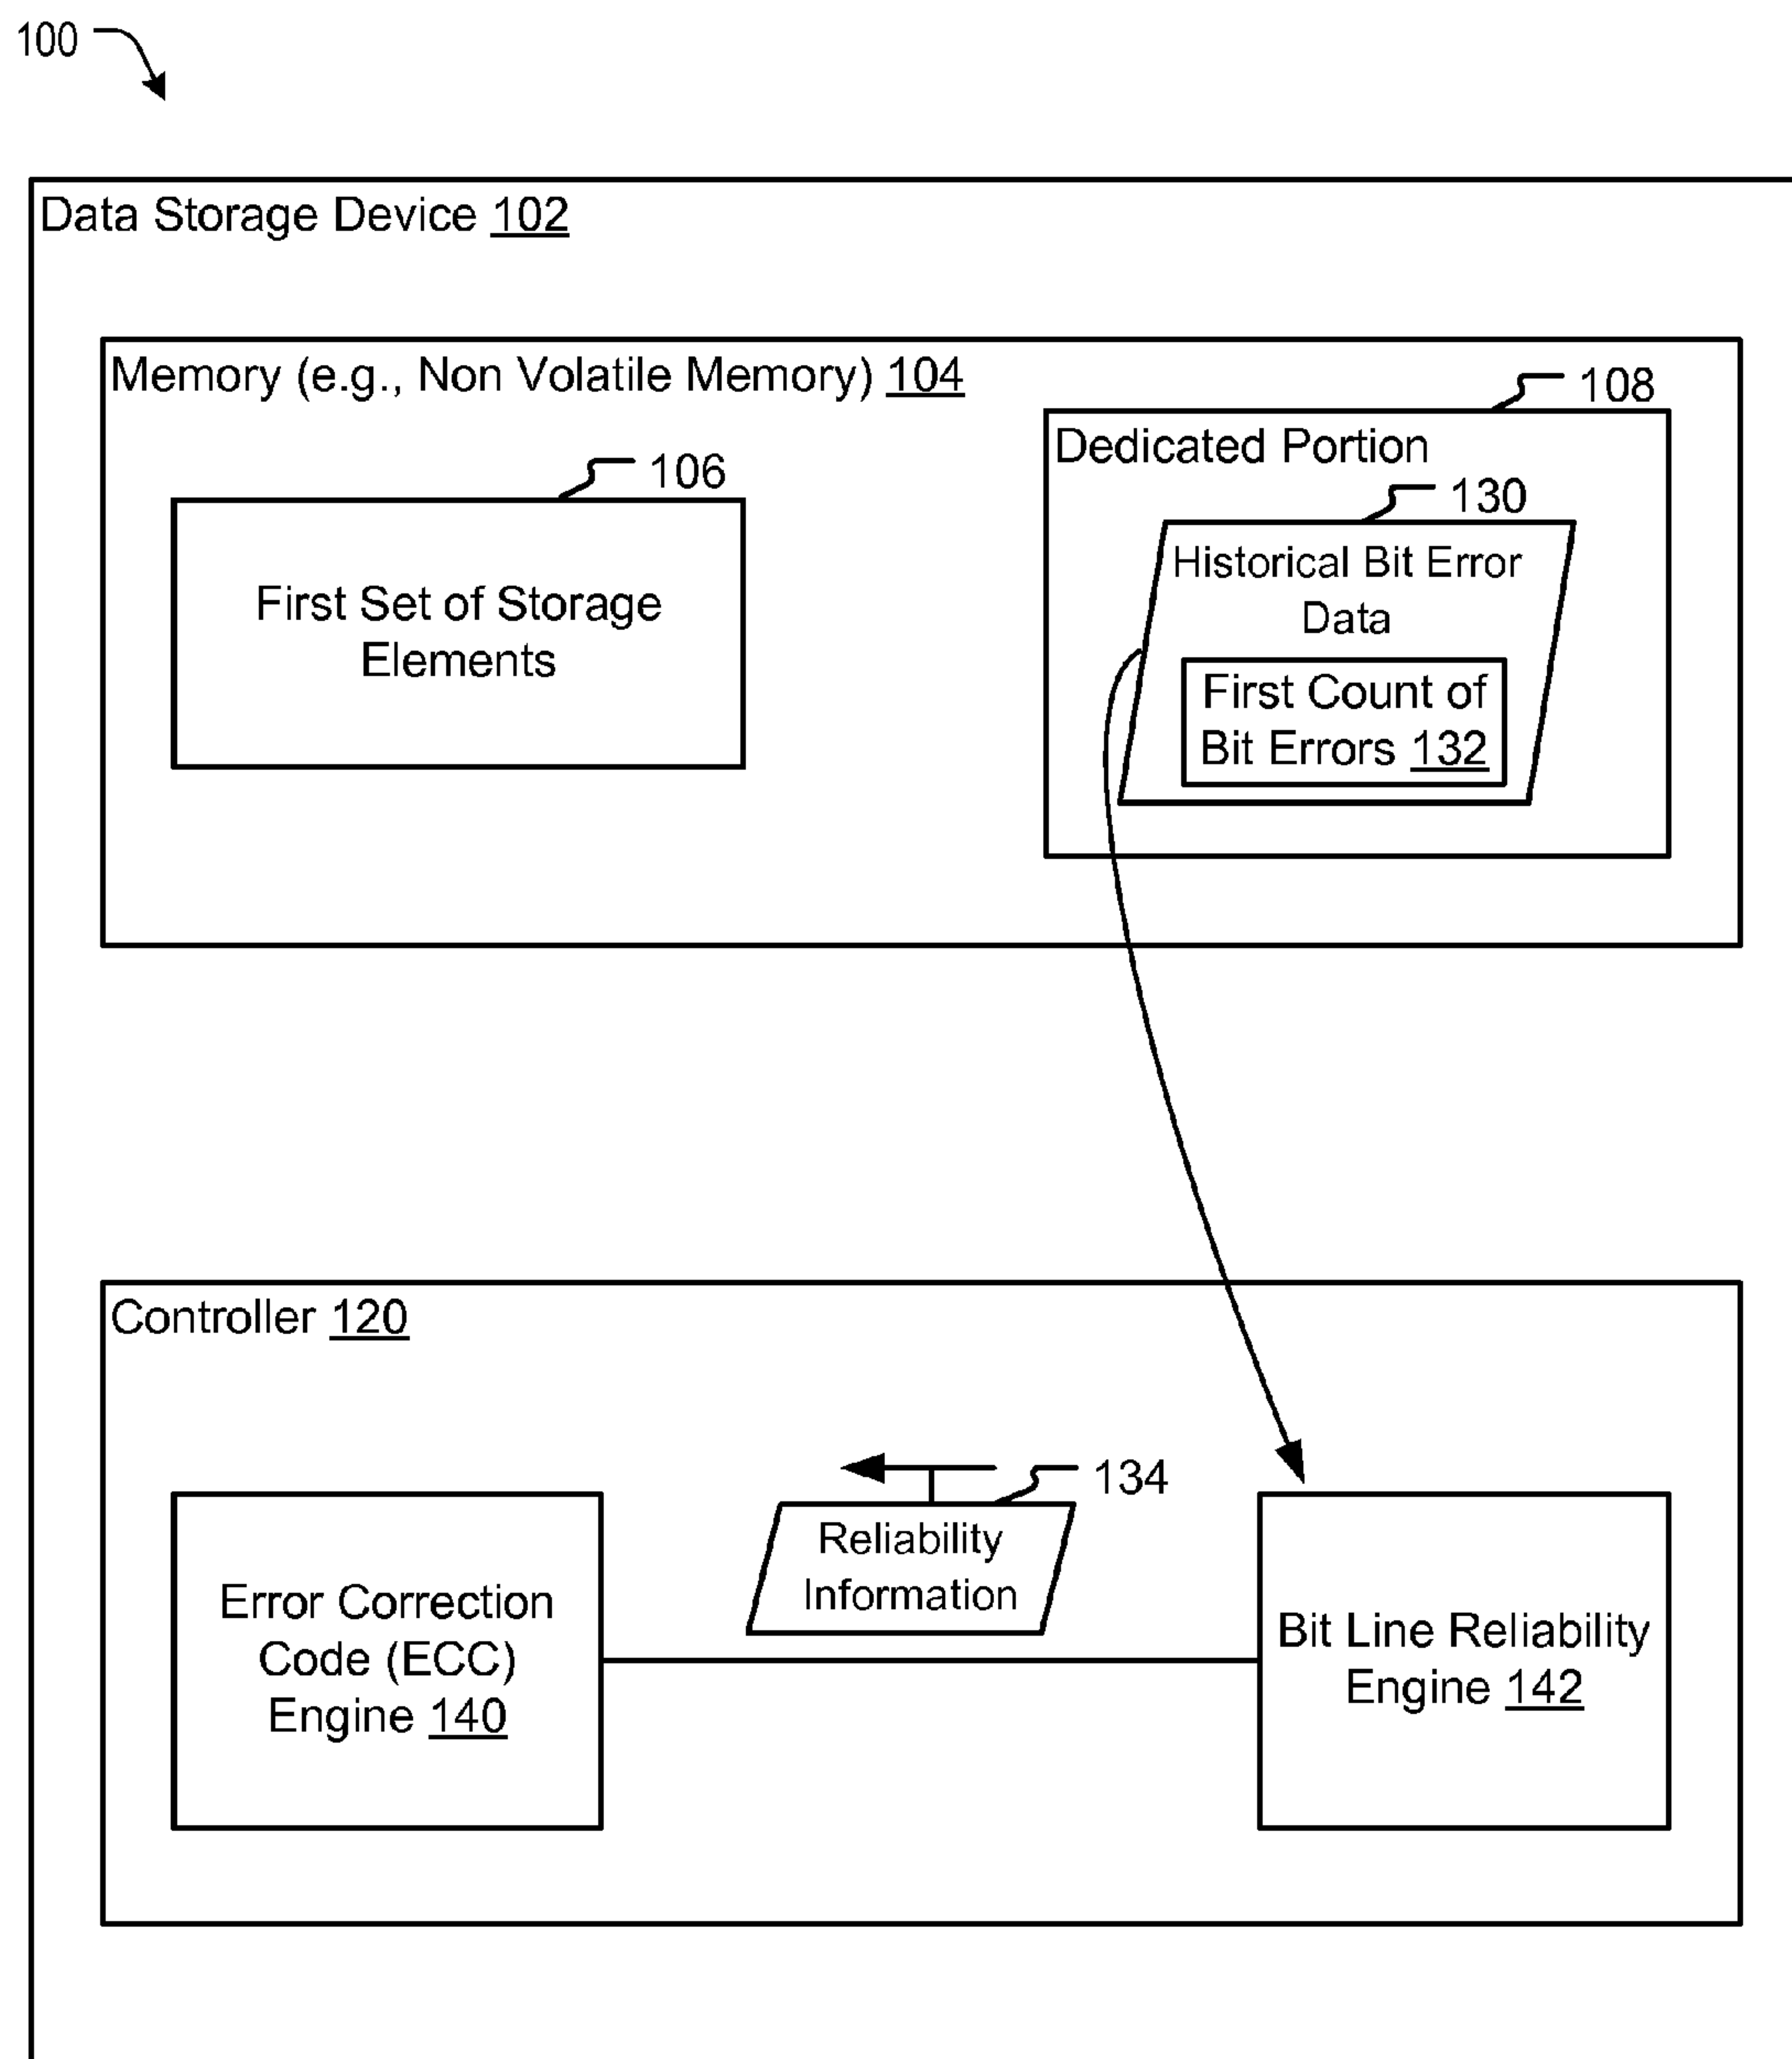 100
Data Storage Device 102
Memory (e.g., Non Volatile Memory) 104
108
Dedicated Portion
106
130
First Set of Storage
Elements
Historical Bit Error
Data
First Count of
Bit Errors 132
Controller 120
134
Reliability
Information
Error Correction
Code (ECC)
Engine 140
Bit Line Reliability
Engine 142